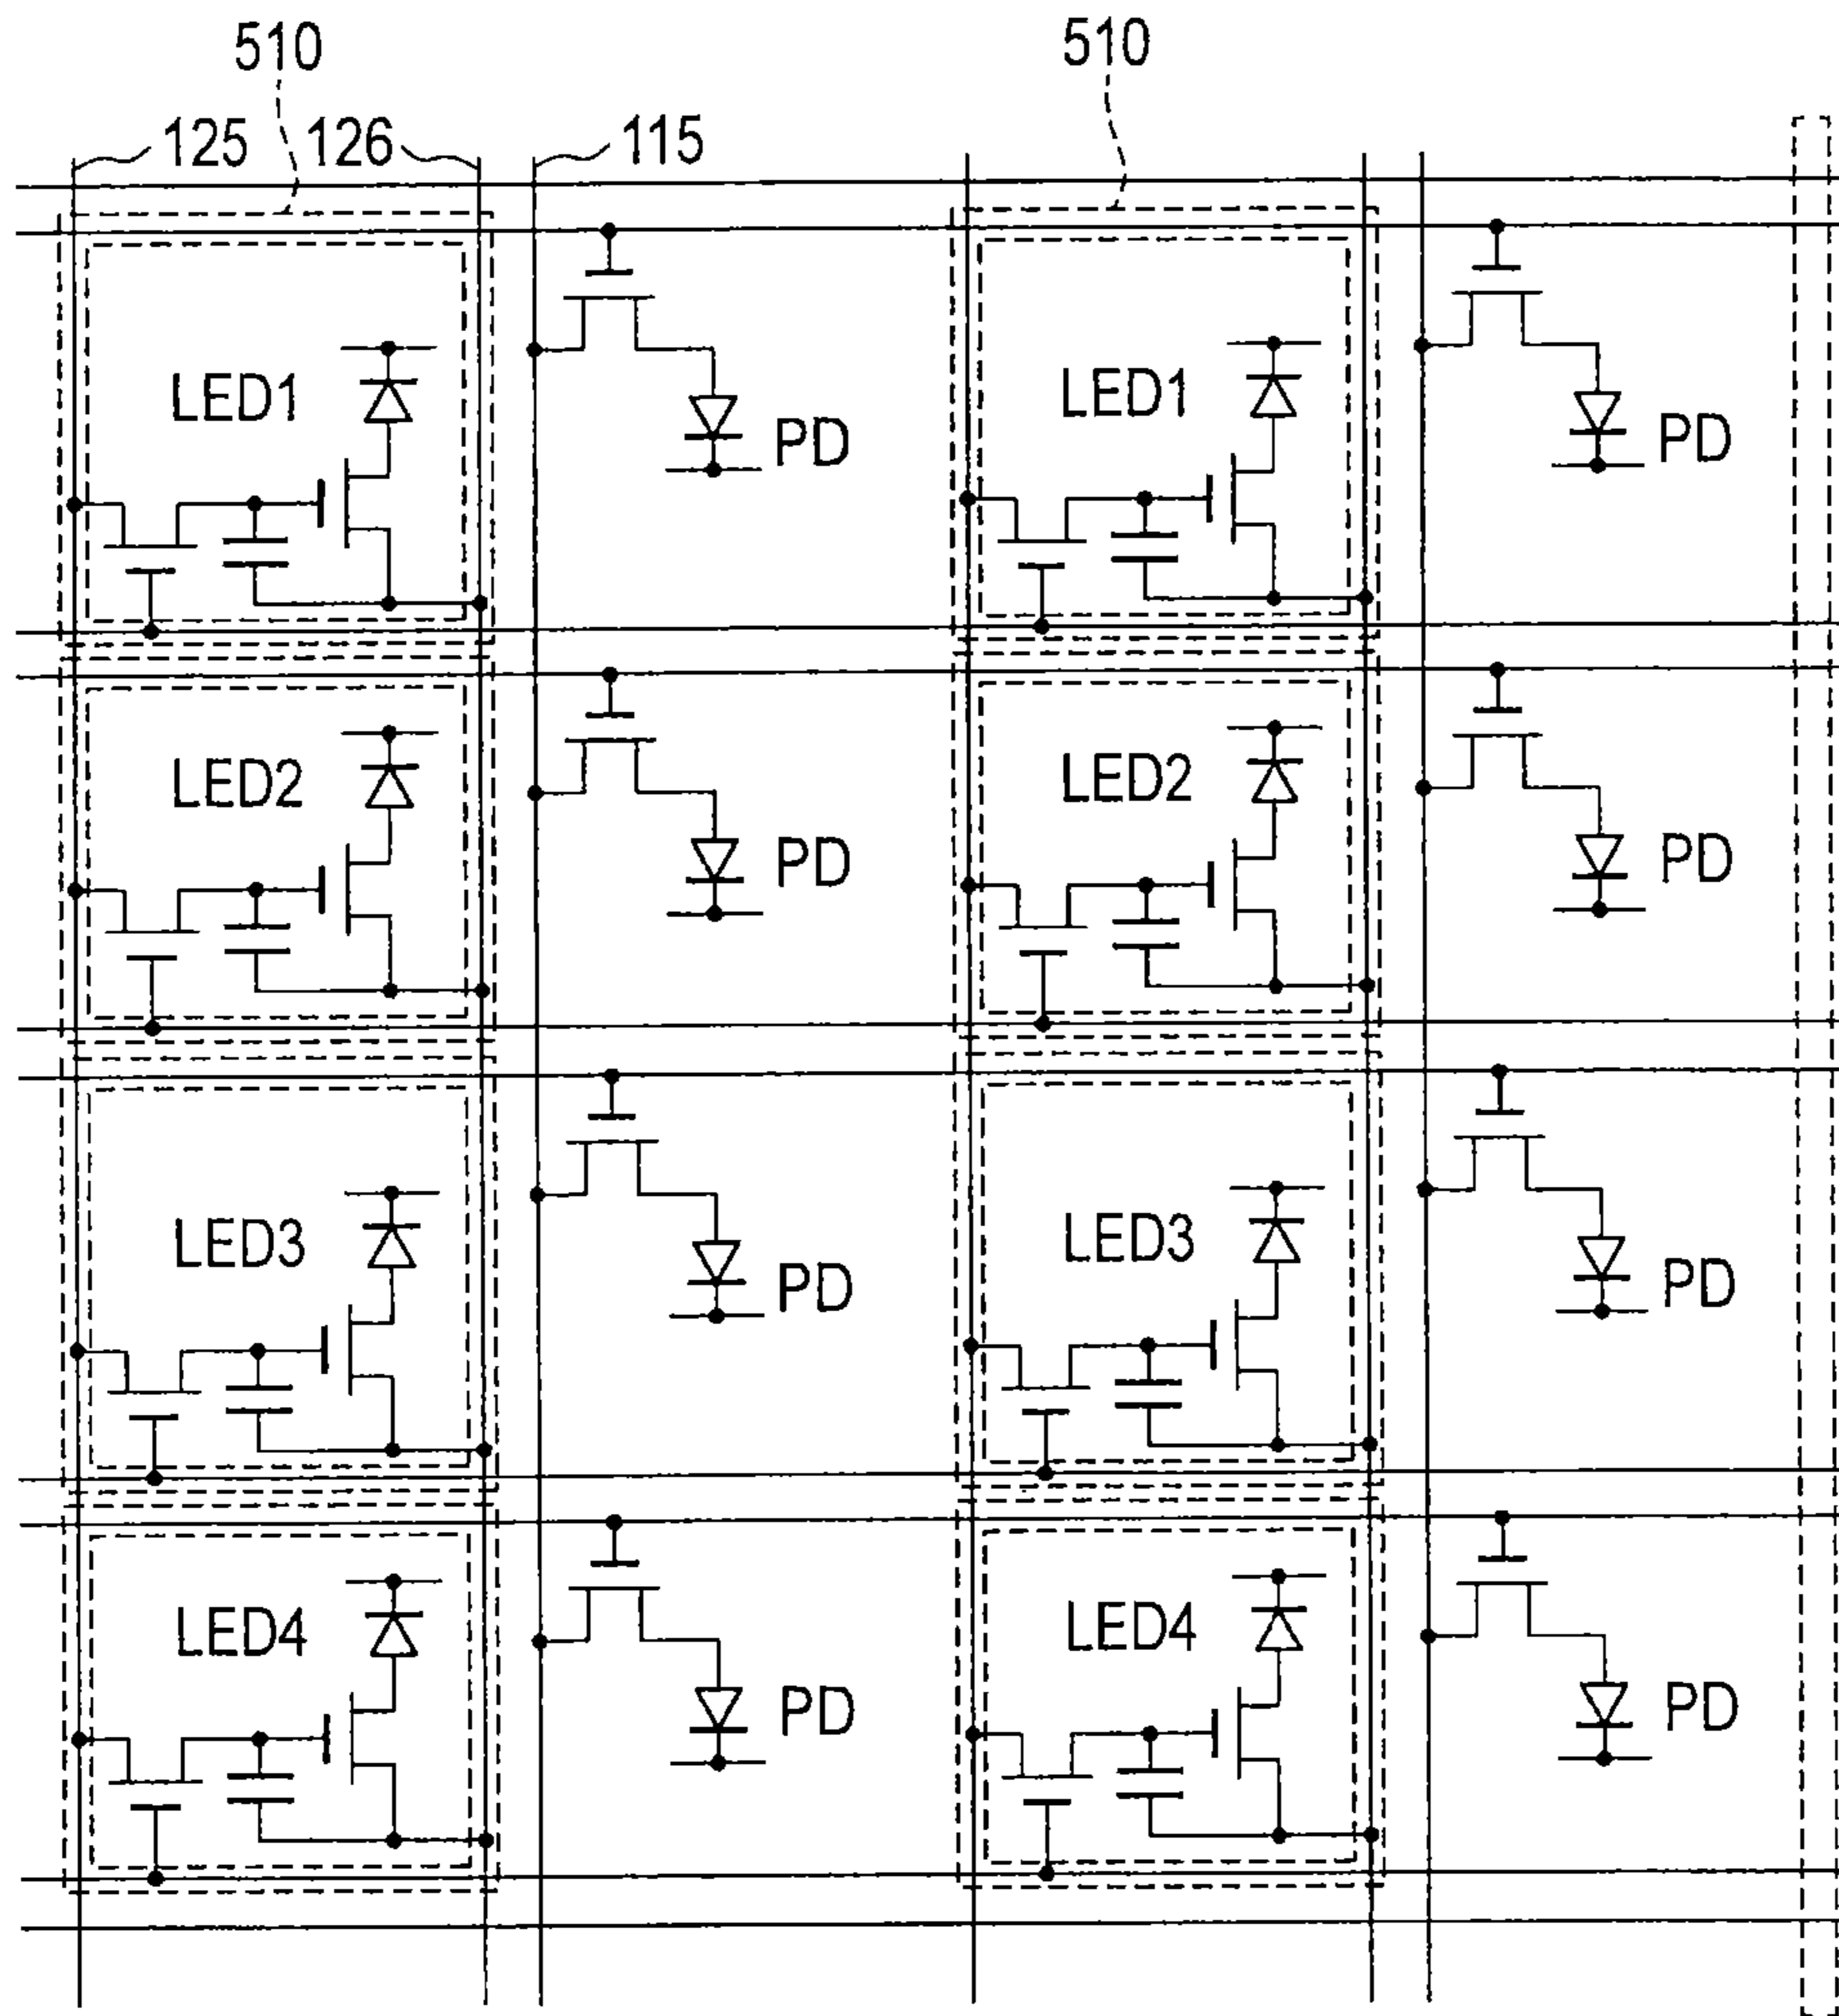 510 510
125 126 115
LED1 PD LED1 PD
LED2 PD LED2 PD
LED3 PD LED3 PD
LED4 PD LED4 PD